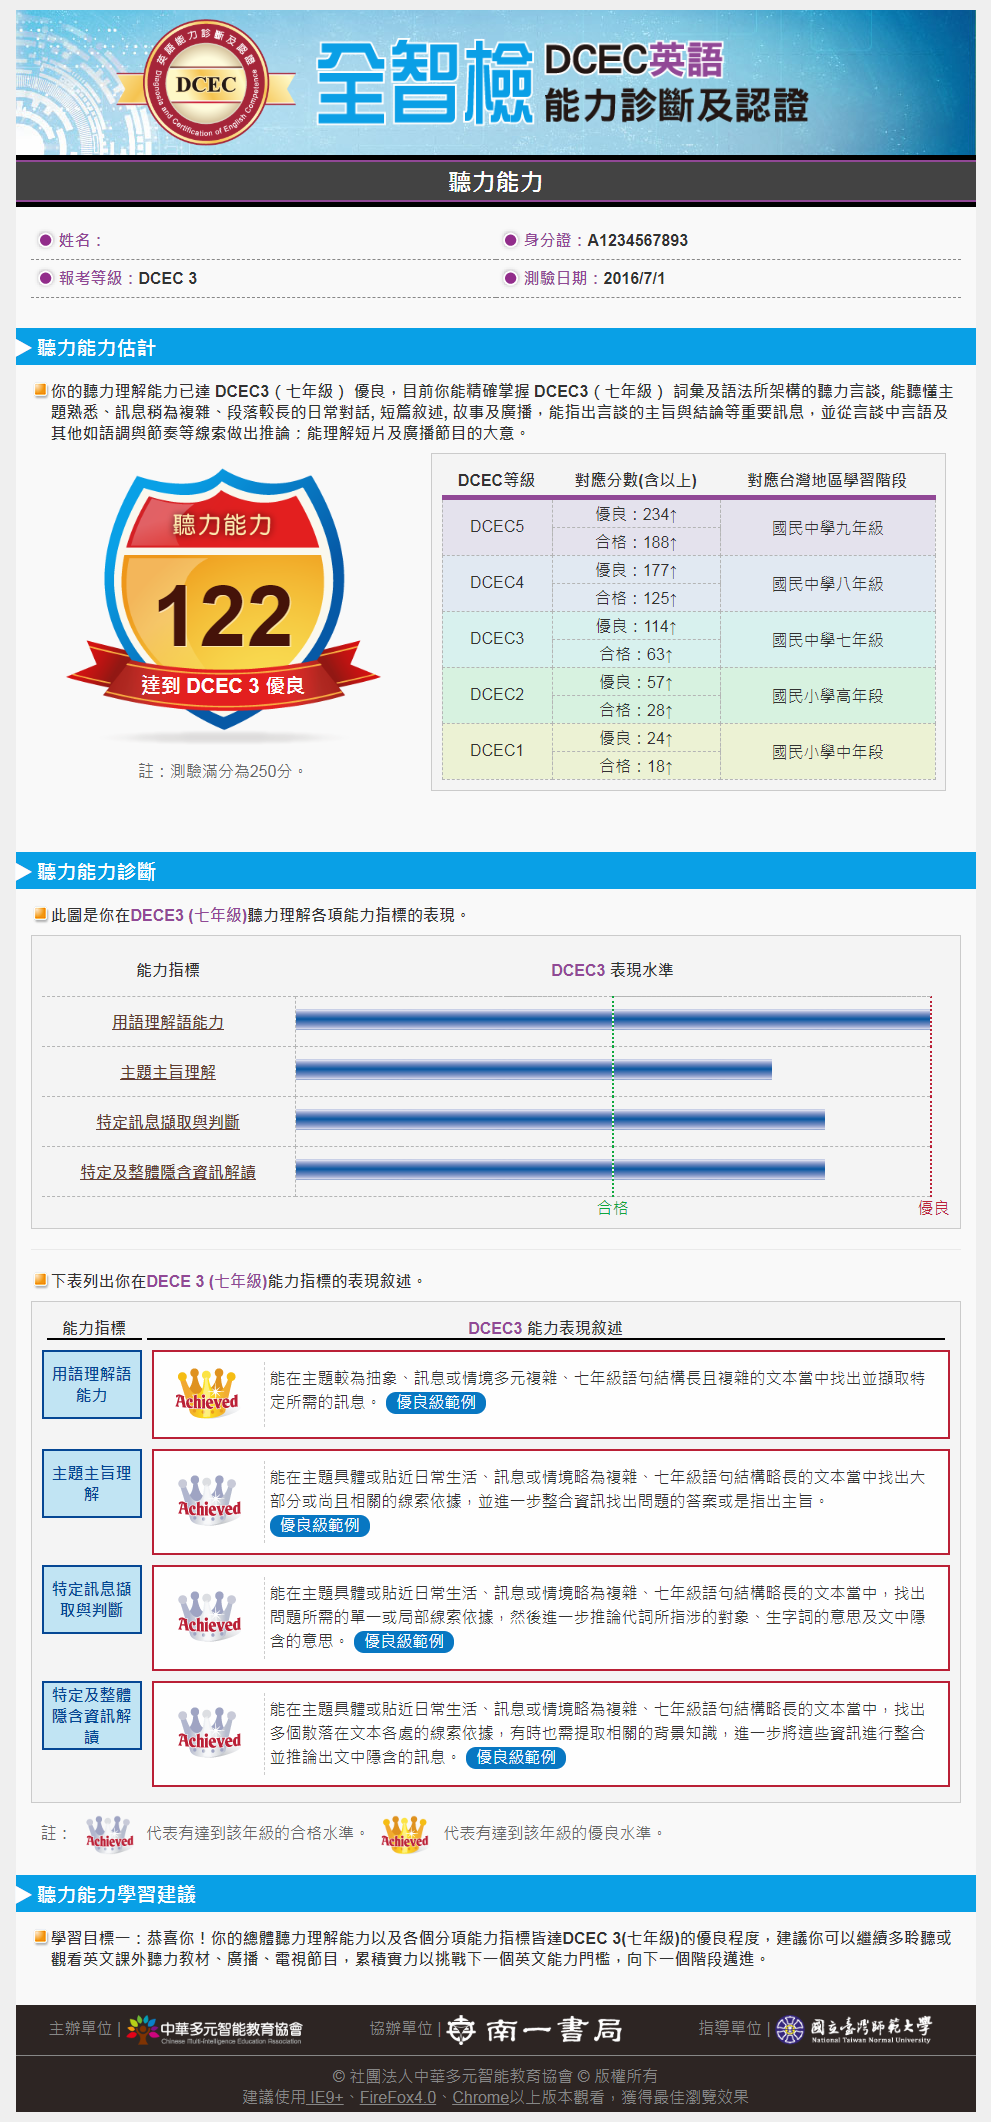 英語能力診斷及認證
DCEC
Diagnosis and Certification of English Competence
全智檢
DCEC英語
能力診斷及認證
聽力能力
姓名：
身分證：A1234567893
報考等級：DCEC 3
測驗日期：2016/7/1
聽力能力估計
你的聽力理解能力已達 DCEC3 ( 七年級 ) 優良，目前你能精確掌握 DCEC3 ( 七年級 ) 詞彙及語法所架構的聽力言談, 能聽懂主
題熟悉、訊息稍為複雜、段落較長的日常對話, 短篇敘述, 故事及廣播，能指出言談的主旨與結論等重要訊息，並從言談中言語及
其他如語調與節奏等線索做出推論：能理解短片及廣播節目的大意。
聽力能力
122
達到 DCEC 3 優良
註：測驗滿分為250分。
DCEC等級 對應分數(含以上) 對應台灣地區學習階段
DCEC5 優良：234↑ 國民中學九年級
合格：188↑
DCEC4 優良：177↑ 國民中學八年級
合格：125↑
DCEC3 優良：114↑ 國民中學七年級
合格：63↑
DCEC2 優良：57↑ 國民小學高年段
合格：28↑
DCEC1 優良：24↑ 國民小學中年段
合格：18↑
聽力能力診斷
此圖是你在DECE3 (七年級)聽力理解各項能力指標的表現。
能力指標 DCEC3 表現水準
用語理解語能力
主題主旨理解
特定訊息擷取與判斷
特定及整體隱含資訊解讀
合格 優良
下表列出你在DECE 3 (七年級)能力指標的表現敘述。
能力指標 DCEC3 能力表現敘述
用語理解語
能力
Achieved
能在主題較為抽象、訊息或情境多元複雜、七年級語句結構長且複雜的文本當中找出並擷取特
定所需的訊息。 優良級範例
主題主旨理
解
Achieved
能在主題具體或貼近日常生活、訊息或情境略為複雜、七年級語句結構略長的文本當中找出大
部分或尚且相關的線索依據，並進一步整合資訊找出問題的答案或是指出主旨。
優良級範例
特定訊息擷
取與判斷
Achieved
能在主題具體或貼近日常生活、訊息或情境略為複雜、七年級語句結構略長的文本當中，找出
問題所需的單一或局部線索依據，然後進一步推論代詞所指涉的對象、生字詞的意思及文中隱
含的意思。 優良級範例
特定及整體
隱含資訊解
讀
Achieved
能在主題具體或貼近日常生活、訊息或情境略為複雜、七年級語句結構略長的文本當中，找出
多個散落在文本各處的線索依據，有時也需提取相關的背景知識，進一步將這些資訊進行整合
並推論出文中隱含的訊息。 優良級範例
註： Achieved 代表有達到該年級的合格水準。 Achieved 代表有達到該年級的優良水準。
聽力能力學習建議
學習目標一：恭喜你！你的總體聽力理解能力以及各個分項能力指標皆達DCEC 3(七年級)的優良程度，建議你可以繼續多聆聽或
觀看英文課外聽力教材、廣播、電視節目，累積實力以挑戰下一個英文能力門檻，向下一個階段邁進。
主辦單位 | 中華多元智能教育協會
Chinese Multi-Intelligence Education Association
協辦單位 | 南一書局
指導單位 | 國立臺灣師範大學
National Taiwan Normal University
© 社團法人中華多元智能教育協會 © 版權所有
建議使用 IE9+、FireFox4.0、Chrome以上版本觀看，獲得最佳瀏覽效果